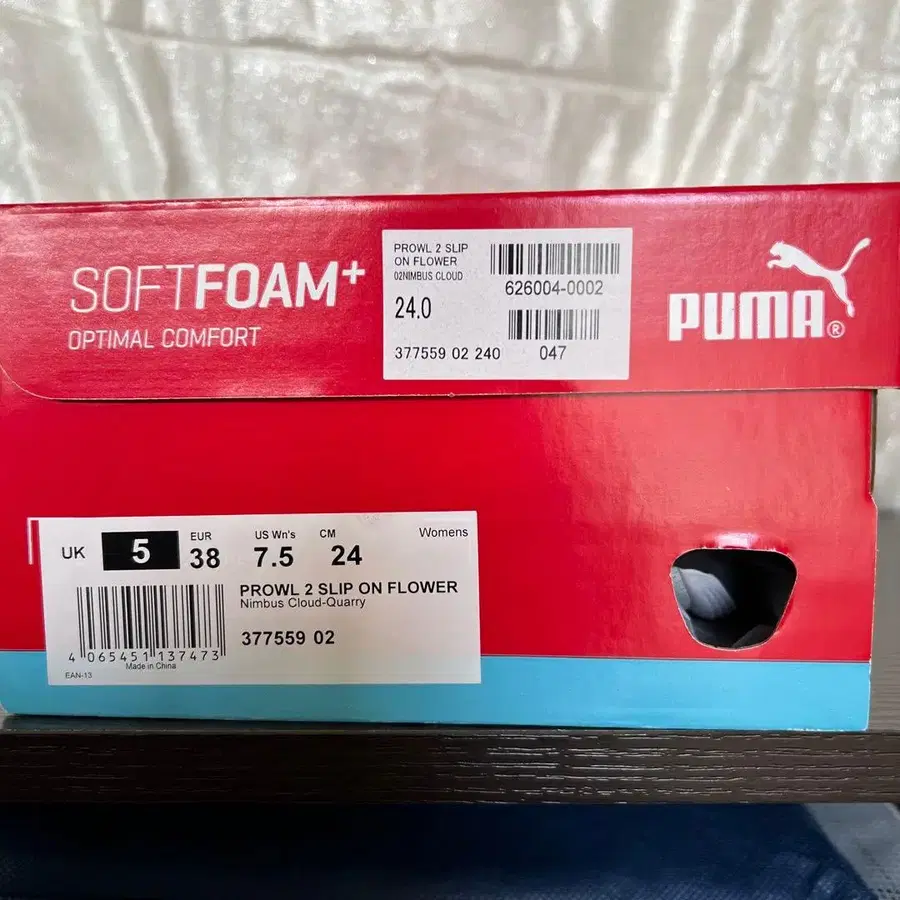 SOFTFOAM+
OPTIMAL COMFORT
PROWL 2 SLIP
ON FLOWER
02NIMBUS CLOUD
24.0
626004-0002
377559 02 240
047
PUMA®
UK 5
EUR 38
US Wn's 7.5
CM 24
Womens
PROWL 2 SLIP ON FLOWER
Nimbus Cloud-Quarry
377559 02
4 065451 137473
Made in China
EAN-13